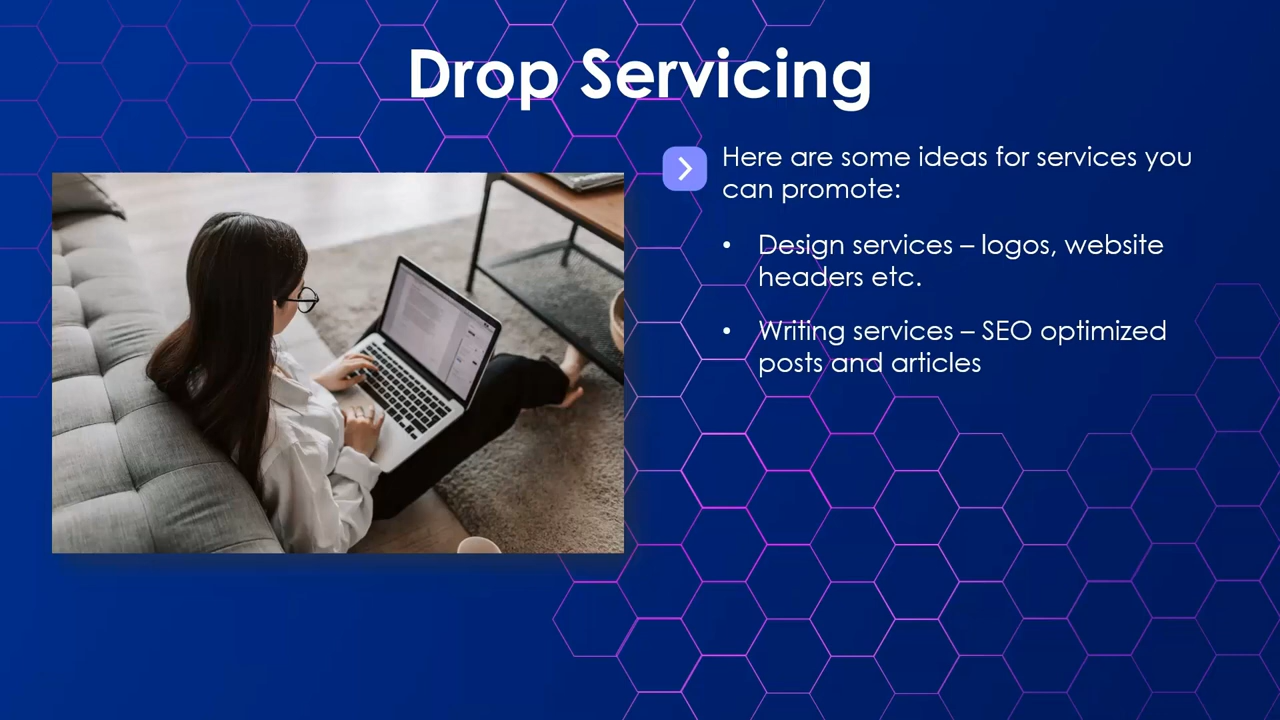 Drop Servicing
Here are some ideas for services you
can promote:
• Design services – logos, website
headers etc.
• Writing services – SEO optimized
posts and articles